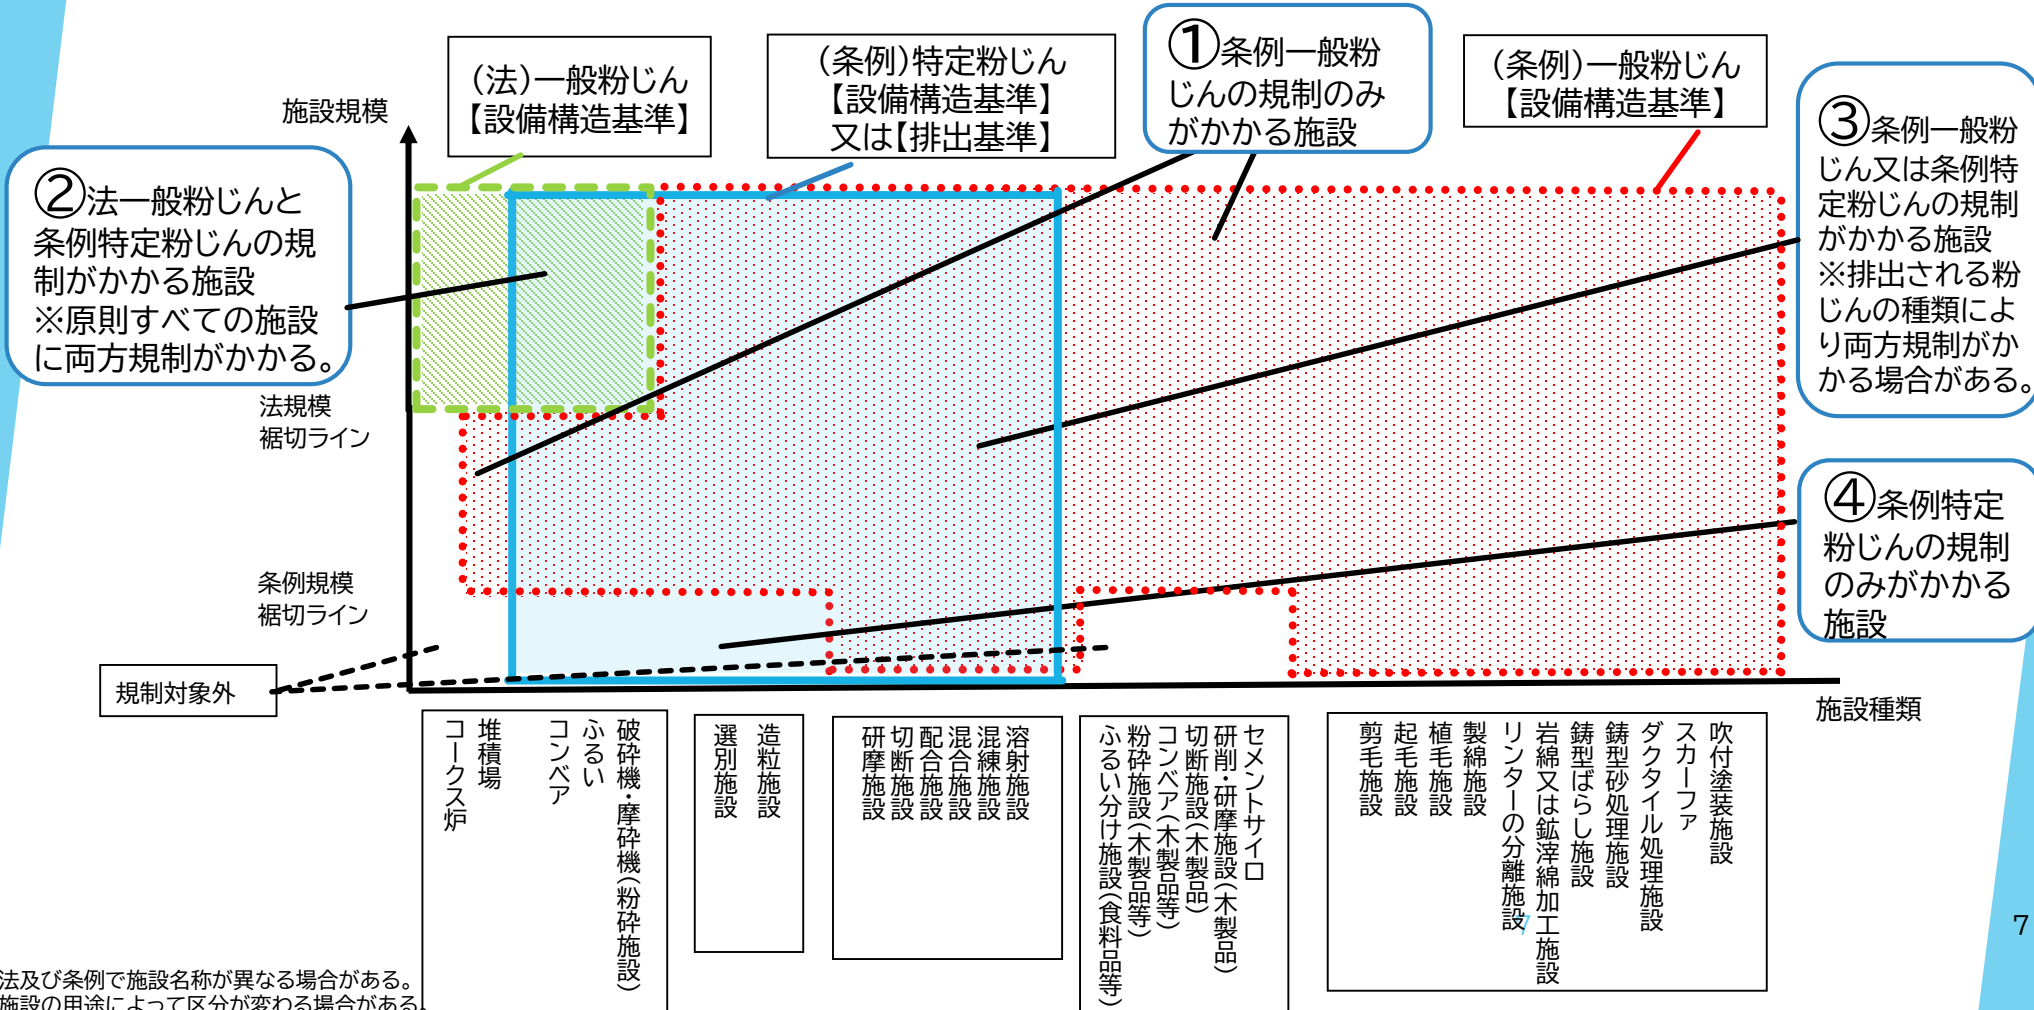 (法)一般粉じん
【設備構造基準】
(条例)特定粉じん
【設備構造基準】
又は【排出基準】
①条例一般粉
じんの規制のみ
がかかる施設
(条例)一般粉じん
【設備構造基準】
③条例一般粉
じん又は条例特
定粉じんの規制
がかかる施設
※排出される粉
じんの種類によ
り両方規制がか
かる場合がある。
施設規模
②法一般粉じんと
条例特定粉じんの規
制がかかる施設
※原則すべての施設
に両方規制がかかる。
法規模
裾切ライン
④条例特定
粉じんの規制
のみがかかる
施設
条例規模
裾切ライン
規制対象外
施設種類
コークス炉
堆積場
コンベア
ふるい
破砕機・摩砕機(粉砕施設)
選別施設
造粒施設
研摩施設
切断施設
配合施設
混合施設
混練施設
溶射施設
ふるい分け施設(食料品等)
粉砕施設(木製品等)
コンベア(木製品等)
切断施設(木製品)
研削・研摩施設(木製品)
セメントサイロ
剪毛施設
起毛施設
植毛施設
製綿施設
リンターの分離施設
岩綿又は鉱滓綿加工施設
鋳型ばらし施設
鋳型砂処理施設
ダクタイル処理施設
スカーファ
吹付塗装施設
7
7
法及び条例で施設名称が異なる場合がある。
施設の用途によって区分が変わる場合がある。